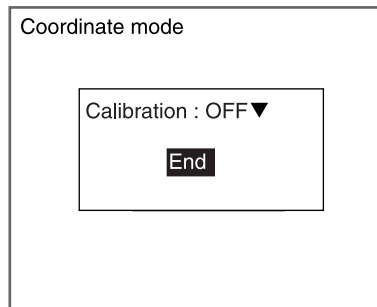 Coordinate mode
Calibration : OFF▼
End